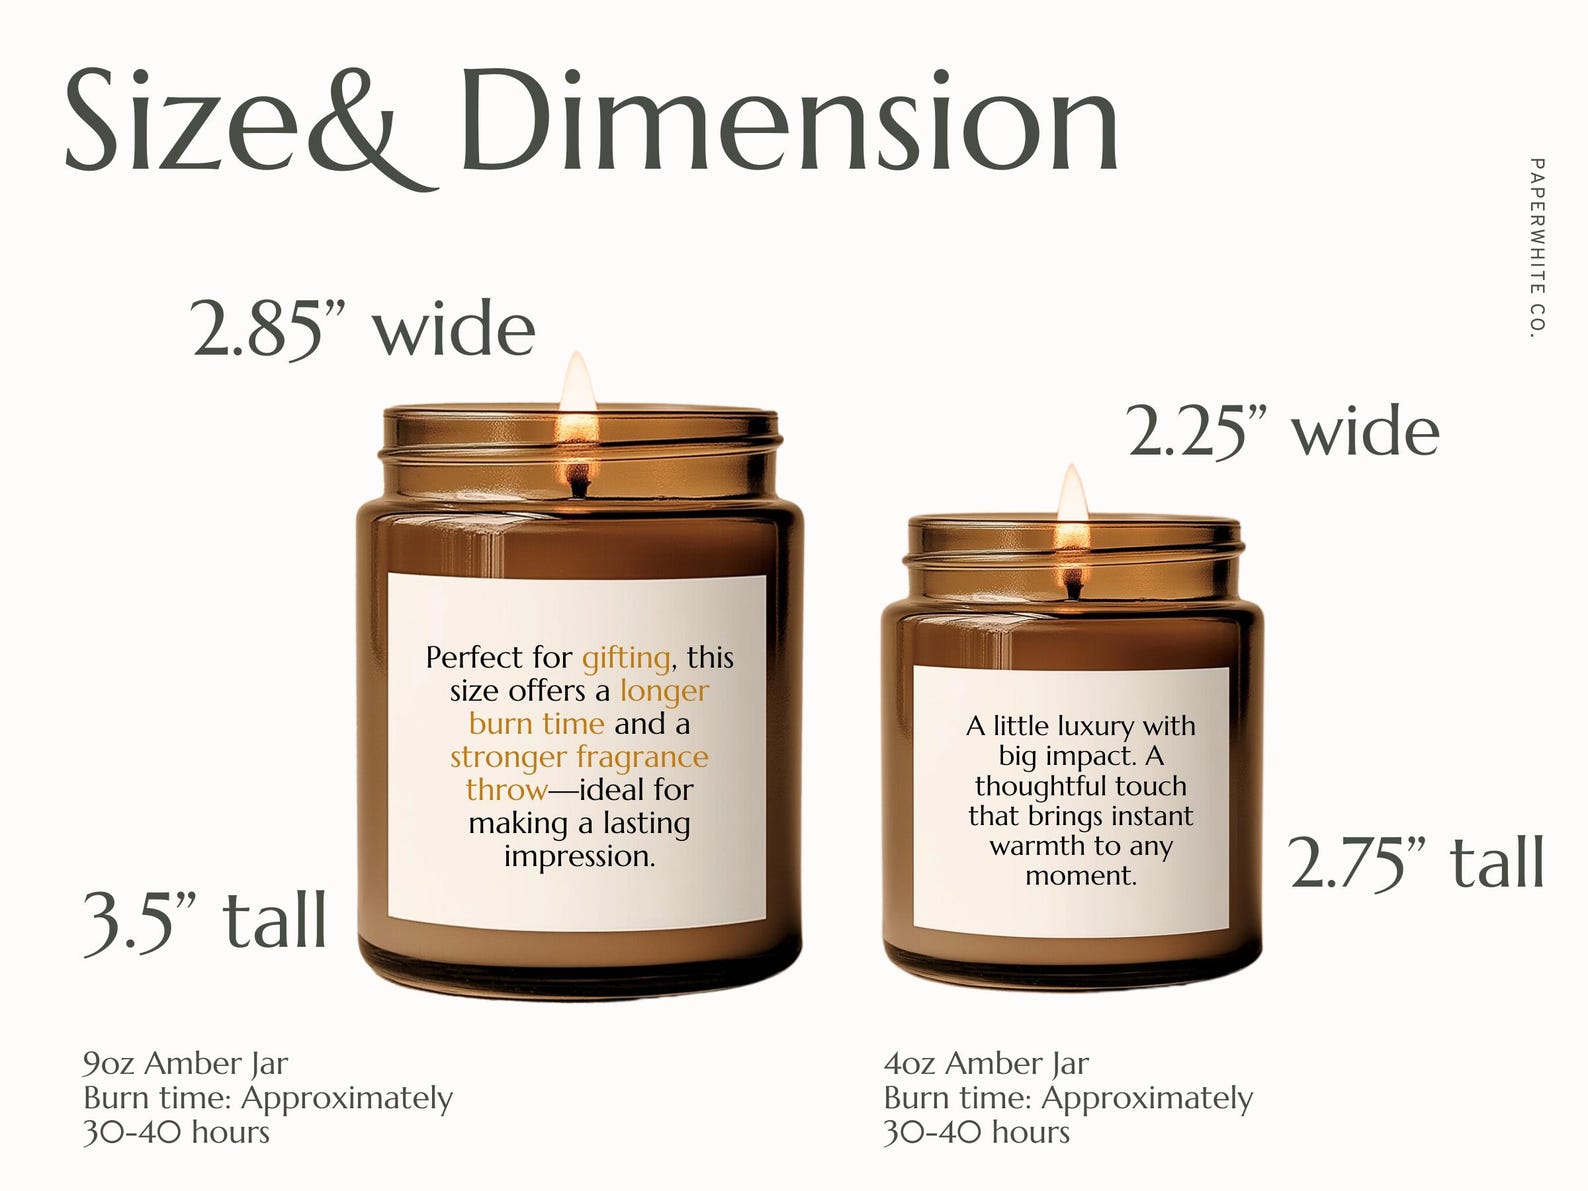 Size& Dimension
PAPERWHITE CO.
2.85” wide
2.25” wide
Perfect for gifting, this
size offers a longer
burn time and a
stronger fragrance
throw—ideal for
making a lasting
impression.
A little luxury with
big impact. A
thoughtful touch
that brings instant
warmth to any
moment.
3.5” tall
2.75” tall
9oz Amber Jar
Burn time: Approximately
30-40 hours
4oz Amber Jar
Burn time: Approximately
30-40 hours